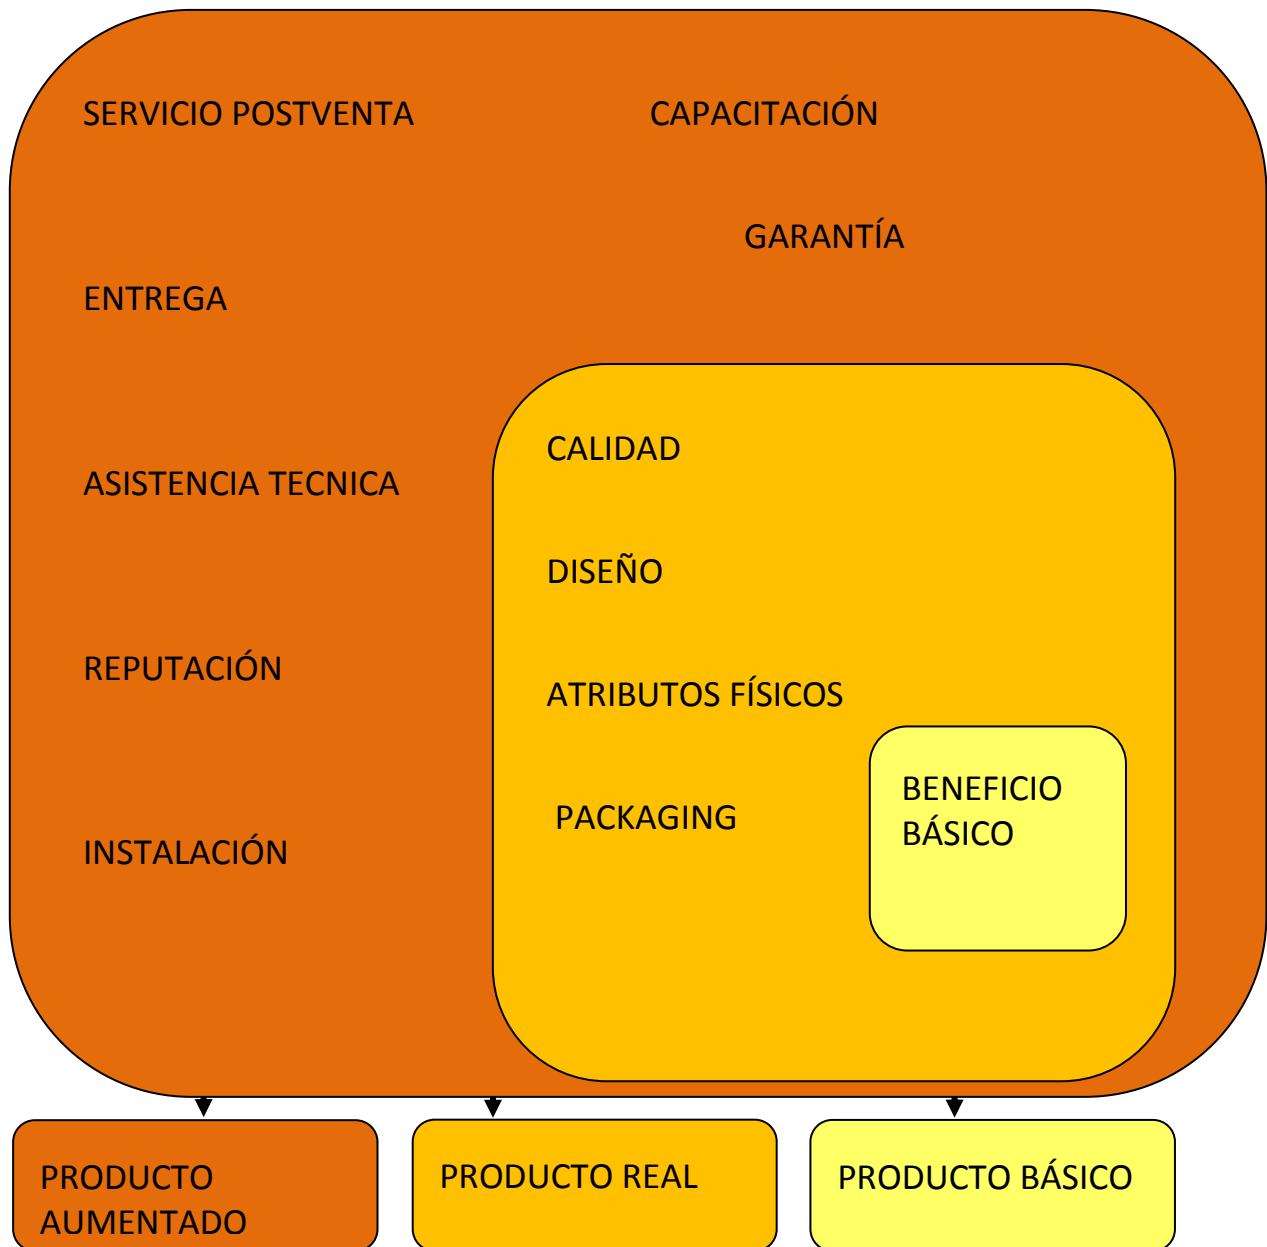 SERVICIO POSTVENTA
CAPACITACIÓN
GARANTÍA
ENTREGA
ASISTENCIA TECNICA
REPUTACIÓN
INSTALACIÓN
CALIDAD
DISEÑO
ATRIBUTOS FÍSICOS
PACKAGING
BENEFICIO
BÁSICO
PRODUCTO
AUMENTADO
PRODUCTO REAL
PRODUCTO BÁSICO